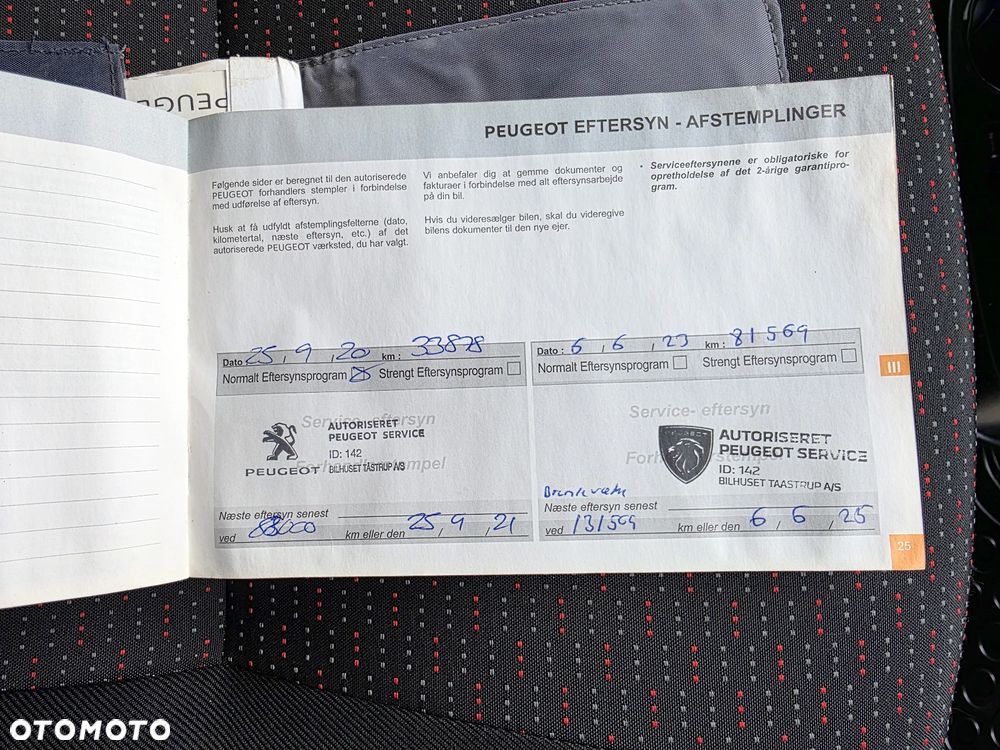 PEUGE
PEUGEOT EFTERSYN - AFSTEMPLINGER
Følgende sider er beregnet til den autoriserede
PEUGEOT forhandlers stempler i forbindelse
med udførelse af eftersyn.
Husk at få udfyldt afstemplingsfelterne (dato,
kilometertal, næste eftersyn, etc.) af det
autoriserede PEUGEOT værksted, du har valgt.
Vi anbefaler dig at gemme dokumenter og
fakturaer i forbindelse med alt eftersynsarbejde
på din bil.
Hvis du videresælger bilen, skal du videregive
bilens dokumenter til den nye ejer.
• Serviceeftersynene er obligatoriske for
opretholdelse af det 2-årige garantipro-
gram.
Dato 25, 9, 20 km : 33878
Normalt Eftersynsprogram Strengt Eftersynsprogram
Service- eftersyn
AUTORISERET
PEUGEOT SERVICE
ID: 142
PEUGEOT BILHUSET TÅSTRUP A/S
Næste eftersyn senest
ved km eller den 25, 9, 21
Dato : 6, 6, 23 km : 81569
Normalt Eftersynsprogram Strengt Eftersynsprogram
Service- eftersyn
PEUGEOT
AUTORISERET
PEUGEOT SERVICE
ID: 142
BILHUSET TAASTRUP A/S
Næste eftersyn senest
ved 131569 km eller den 6, 6, 25
III
25
OTOMOTO